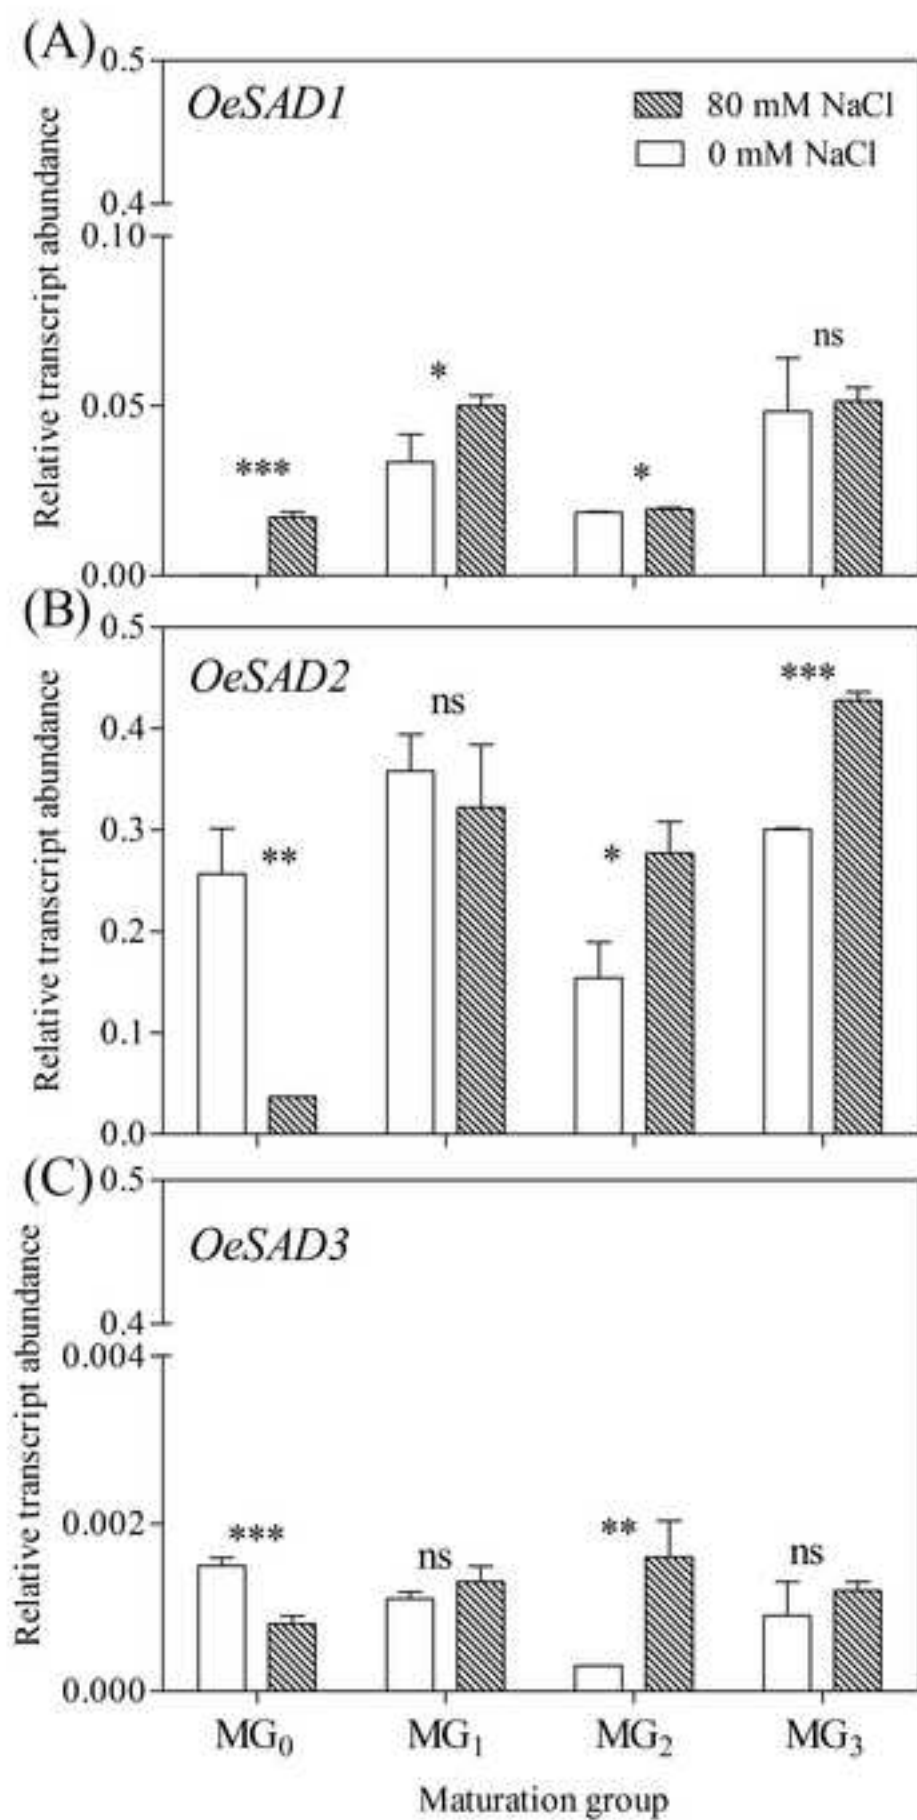 (A)
0.5
OeSAD1
80 mM NaCl
0 mM NaCl
0.4
0.10
0.05
0.00
Relative transcript abundance
***
*
*
ns
(B)
0.5
OeSAD2
0.4
0.3
0.2
0.1
0.0
Relative transcript abundance
**
ns
*
***
(C)
0.5
OeSAD3
0.4
0.004
0.002
0.000
Relative transcript abundance
***
ns
**
ns
MG0 MG1 MG2 MG3
Maturation group